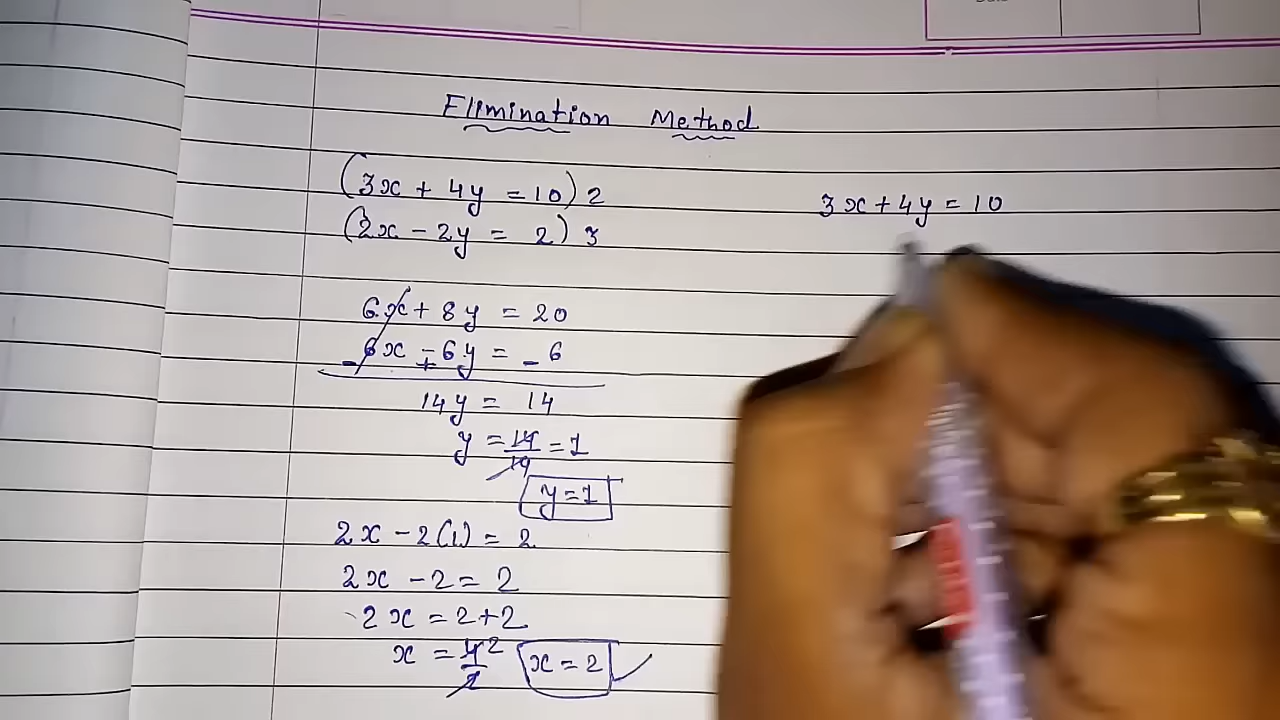 Elimination Method
(3x + 4y = 10) 2
(2x - 2y = 2) 3
6x + 8y = 20
- 6x - + 6y = - 6
14y = 14
y = 14/14 = 1
y = 1
2x - 2(1) = 2
2x - 2 = 2
2x = 2 + 2
x = 4/2 2
x = 2 ✓
3x + 4y = 10